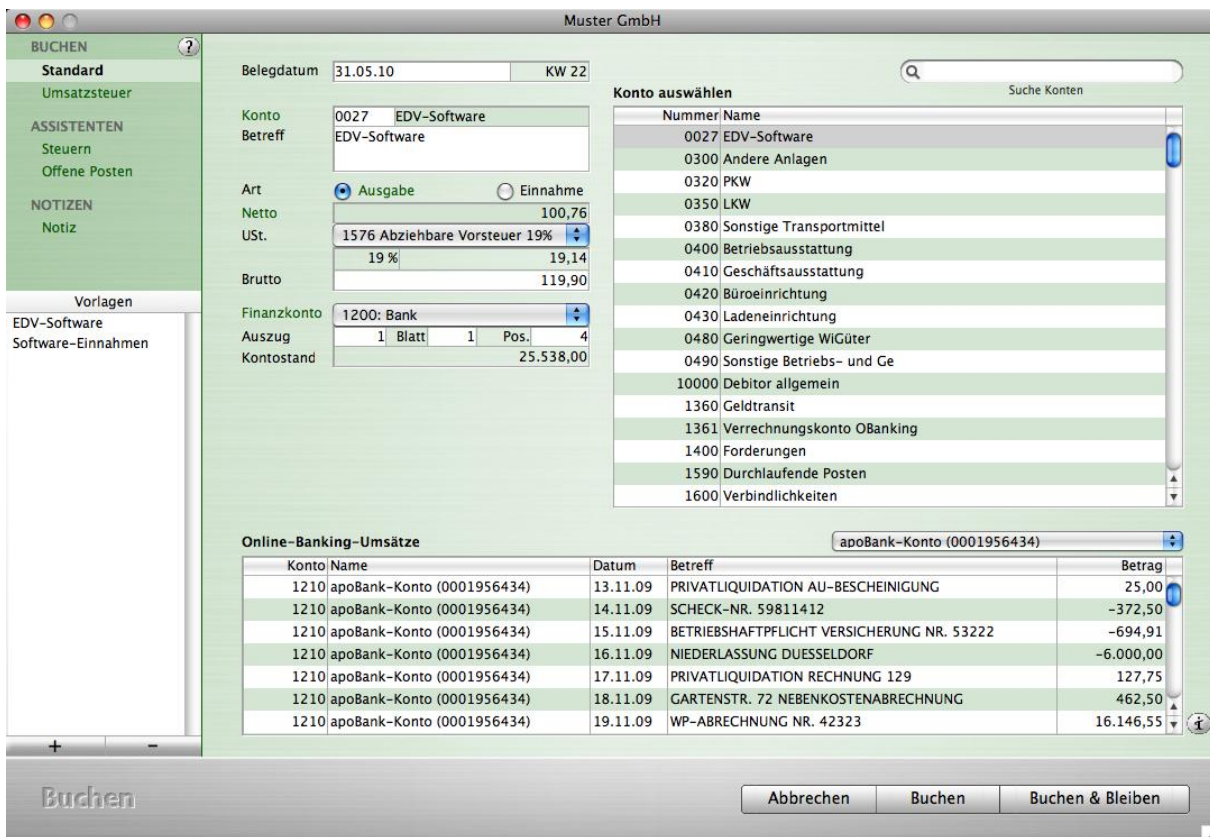 Muster GmbH
BUCHEN ?
Standard
Umsatzsteuer
ASSISTENTEN
Steuern
Offene Posten
NOTIZEN
Notiz
Vorlagen
EDV-Software
Software-Einnahmen
+ −
Belegdatum 31.05.10 KW 22
Konto 0027 EDV-Software
Betreff EDV-Software
Art Ausgabe Einnahme
Netto 100,76
USt. 1576 Abziehbare Vorsteuer 19%
19 % 19,14
Brutto 119,90
Finanzkonto 1200: Bank
Auszug 1 Blatt 1 Pos. 4
Kontostand 25.538,00
Suche Konten
Konto auswählen
Nummer Name
0027 EDV-Software
0300 Andere Anlagen
0320 PKW
0350 LKW
0380 Sonstige Transportmittel
0400 Betriebsausstattung
0410 Geschäftsausstattung
0420 Büroeinrichtung
0430 Ladeneinrichtung
0480 Geringwertige WiGüter
0490 Sonstige Betriebs- und Ge
10000 Debitor allgemein
1360 Geldtransit
1361 Verrechnungskonto OBanking
1400 Forderungen
1590 Durchlaufende Posten
1600 Verbindlichkeiten
Online-Banking-Umsätze apoBank-Konto (0001956434)
Konto Name Datum Betreff Betrag
1210 apoBank-Konto (0001956434) 13.11.09 PRIVATLIQUIDATION AU-BESCHEINIGUNG 25,00
1210 apoBank-Konto (0001956434) 14.11.09 SCHECK-NR. 59811412 -372,50
1210 apoBank-Konto (0001956434) 15.11.09 BETRIEBSHAFTPFLICHT VERSICHERUNG NR. 53222 -694,91
1210 apoBank-Konto (0001956434) 16.11.09 NIEDERLASSUNG DUESSELDORF -6.000,00
1210 apoBank-Konto (0001956434) 17.11.09 PRIVATLIQUIDATION RECHNUNG 129 127,75
1210 apoBank-Konto (0001956434) 18.11.09 GARTENSTR. 72 NEBENKOSTENABRECHNUNG 462,50
1210 apoBank-Konto (0001956434) 19.11.09 WP-ABRECHNUNG NR. 42323 16.146,55
i
Buchen Abbrechen Buchen Buchen & Bleiben